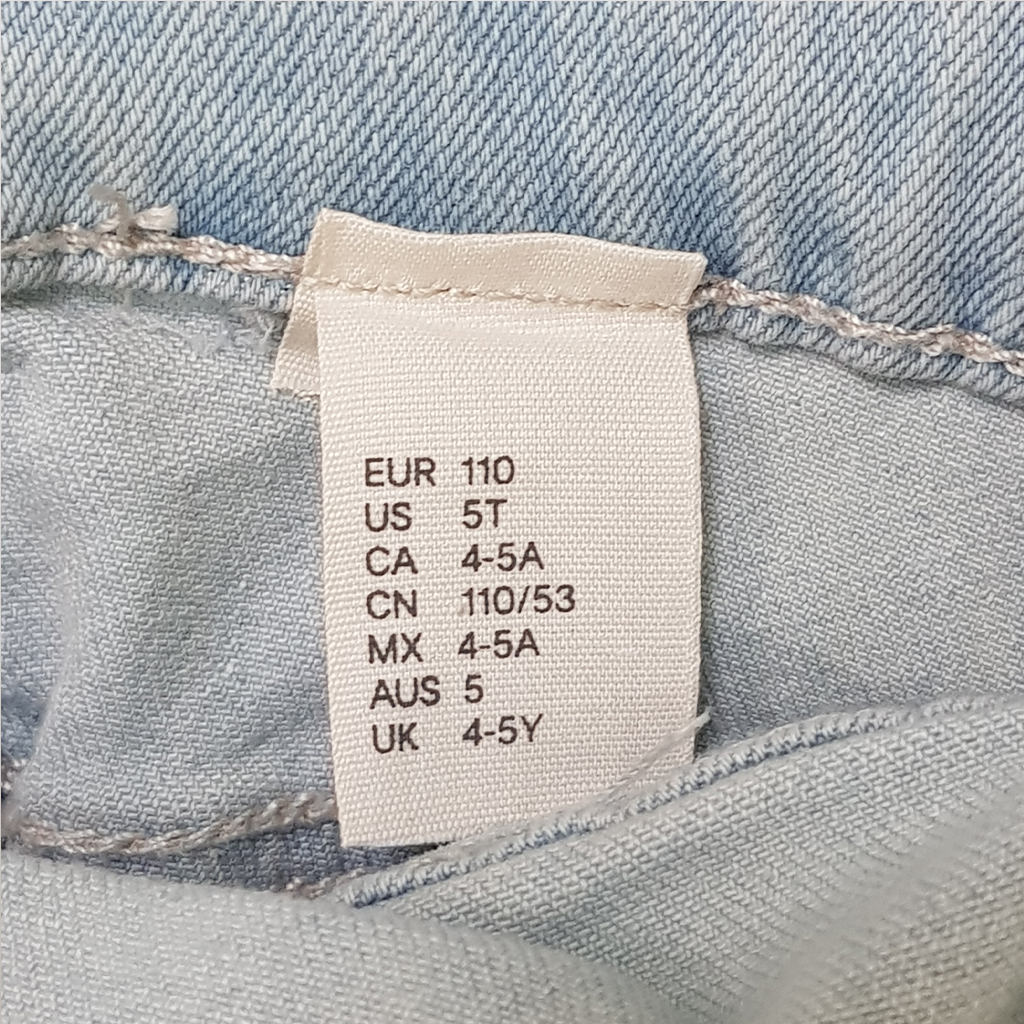 EUR 110
US 5T
CA 4-5A
CN 110/53
MX 4-5A
AUS 5
UK 4-5Y